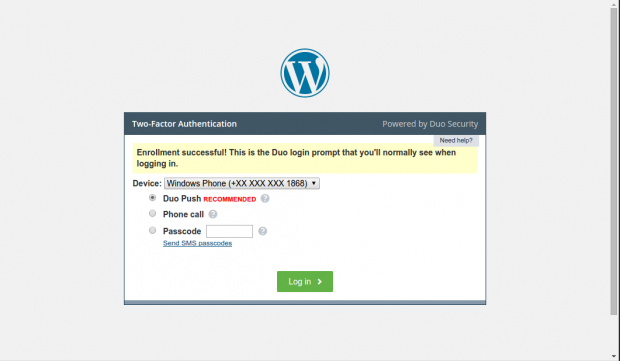 Two-Factor Authentication Powered by Duo Security
Need help?
Enrollment successful! This is the Duo login prompt that you'll normally see when
logging in.
Device: Windows Phone (+XX XXX XXX 1868)
Duo Push RECOMMENDED ?
Phone call ?
Passcode ?
Send SMS passcodes
Log in